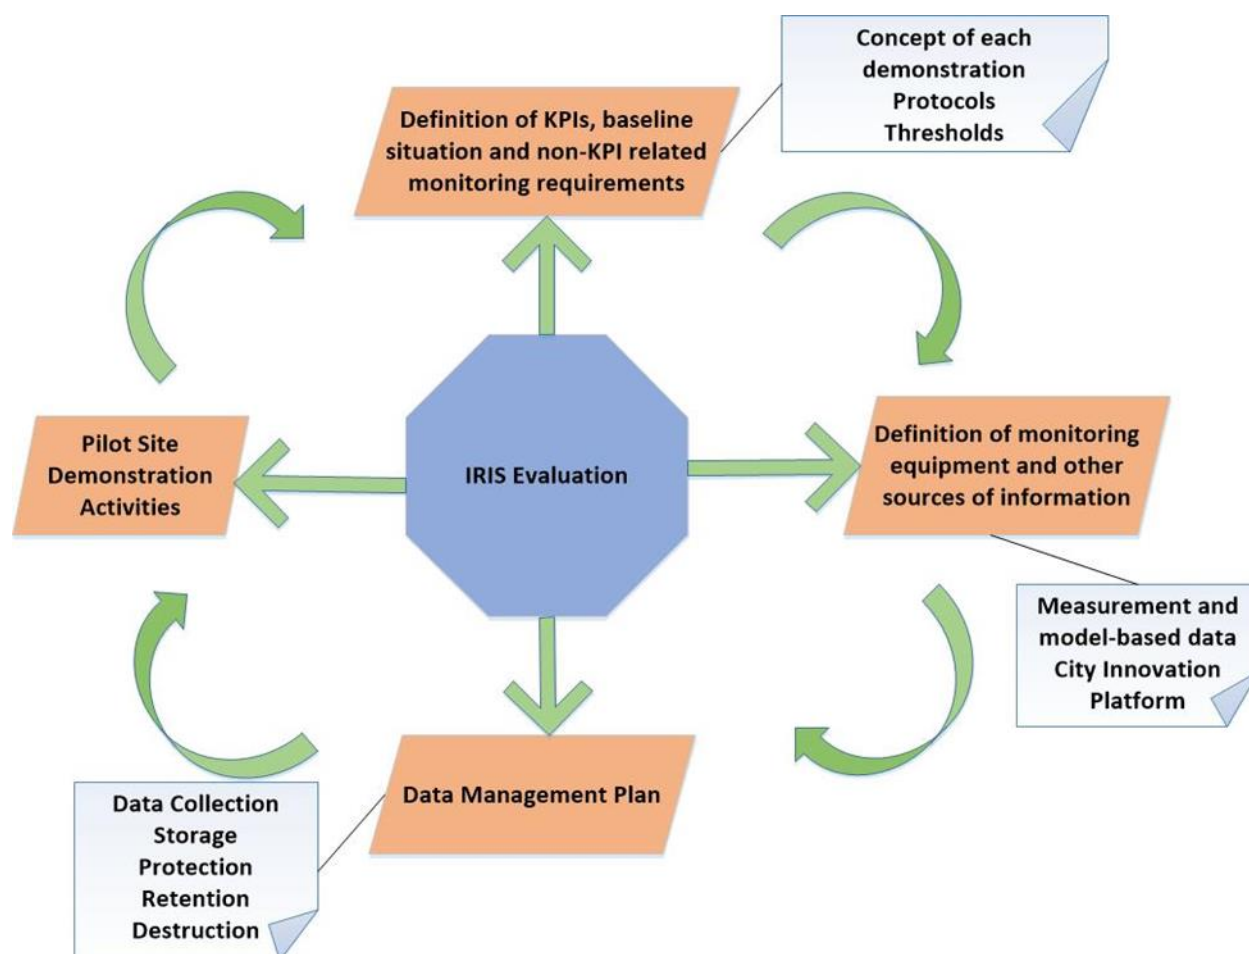 Concept of each
demonstration
Protocols
Thresholds
Definition of KPIs, baseline
situation and non-KPI related
monitoring requirements
Pilot Site
Demonstration
Activities
IRIS Evaluation
Definition of monitoring
equipment and other
sources of information
Measurement and
model-based data
City Innovation
Platform
Data Management Plan
Data Collection
Storage
Protection
Retention
Destruction